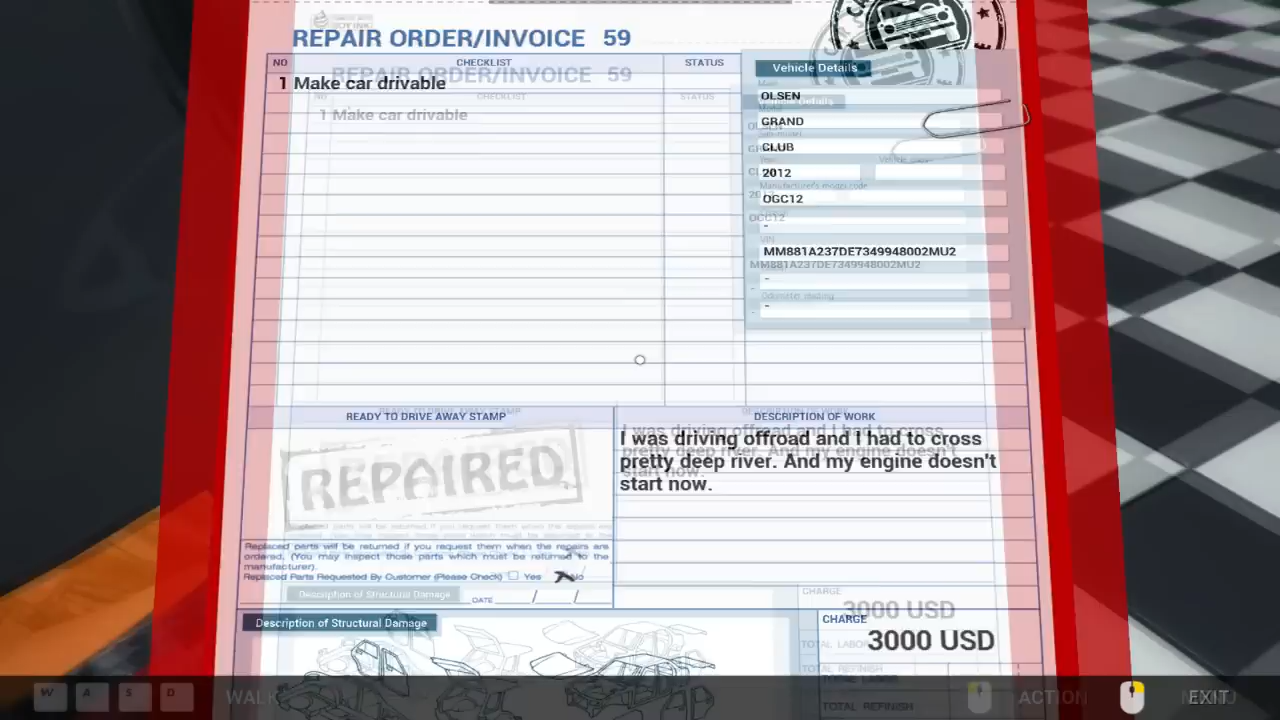 REPAIR ORDER/INVOICE 59
NO CHECKLIST STATUS
1 Make car drivable
Vehicle Details
OLSEN
GRAND
CLUB
2012
OGC12
-
MM881A237DE7349948002MU2
-
-
READY TO DRIVE AWAY STAMP
REPAIRED
DESCRIPTION OF WORK
I was driving offroad and I had to cross
pretty deep river. And my engine doesn't
start now.
Replaced parts will be returned if you request them when the repairs are
ordered, (You may inspect those parts which must be returned to the
manufacturer).
Replaced Parts Requested By Customer (Please Check) Yes No
DATE / /
Description of Structural Damage
CHARGE
3000 USD
TOTAL REFINISH
W A S D WALK ACTION EXIT